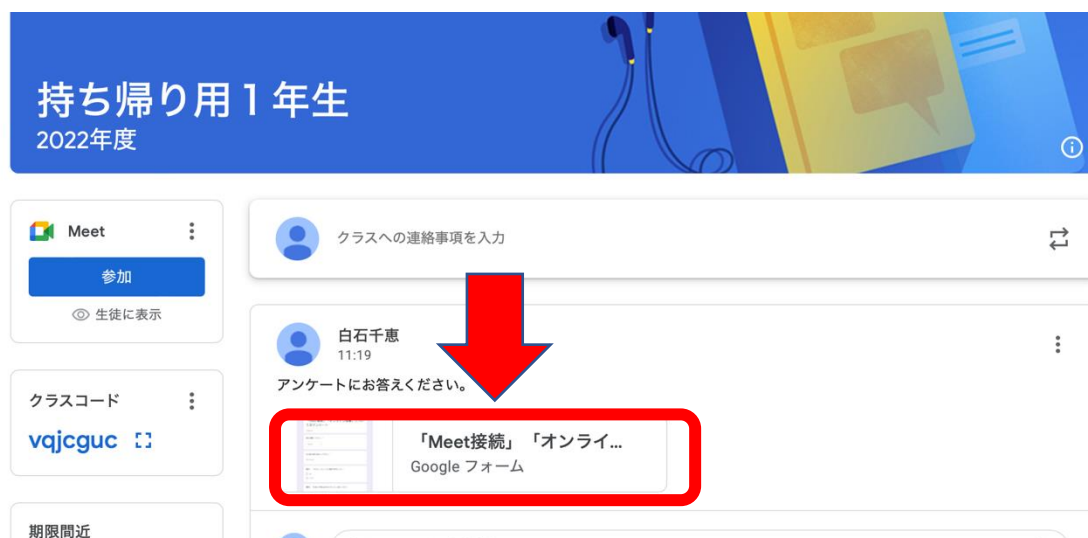 持ち帰り用１年生
2022年度
Meet
参加
生徒に表示
クラスへの連絡事項を入力
白石千恵
11:19
アンケートにお答えください。
クラスコード
vqjcguc
「Meet接続」「オンライ...
Google フォーム
期限間近